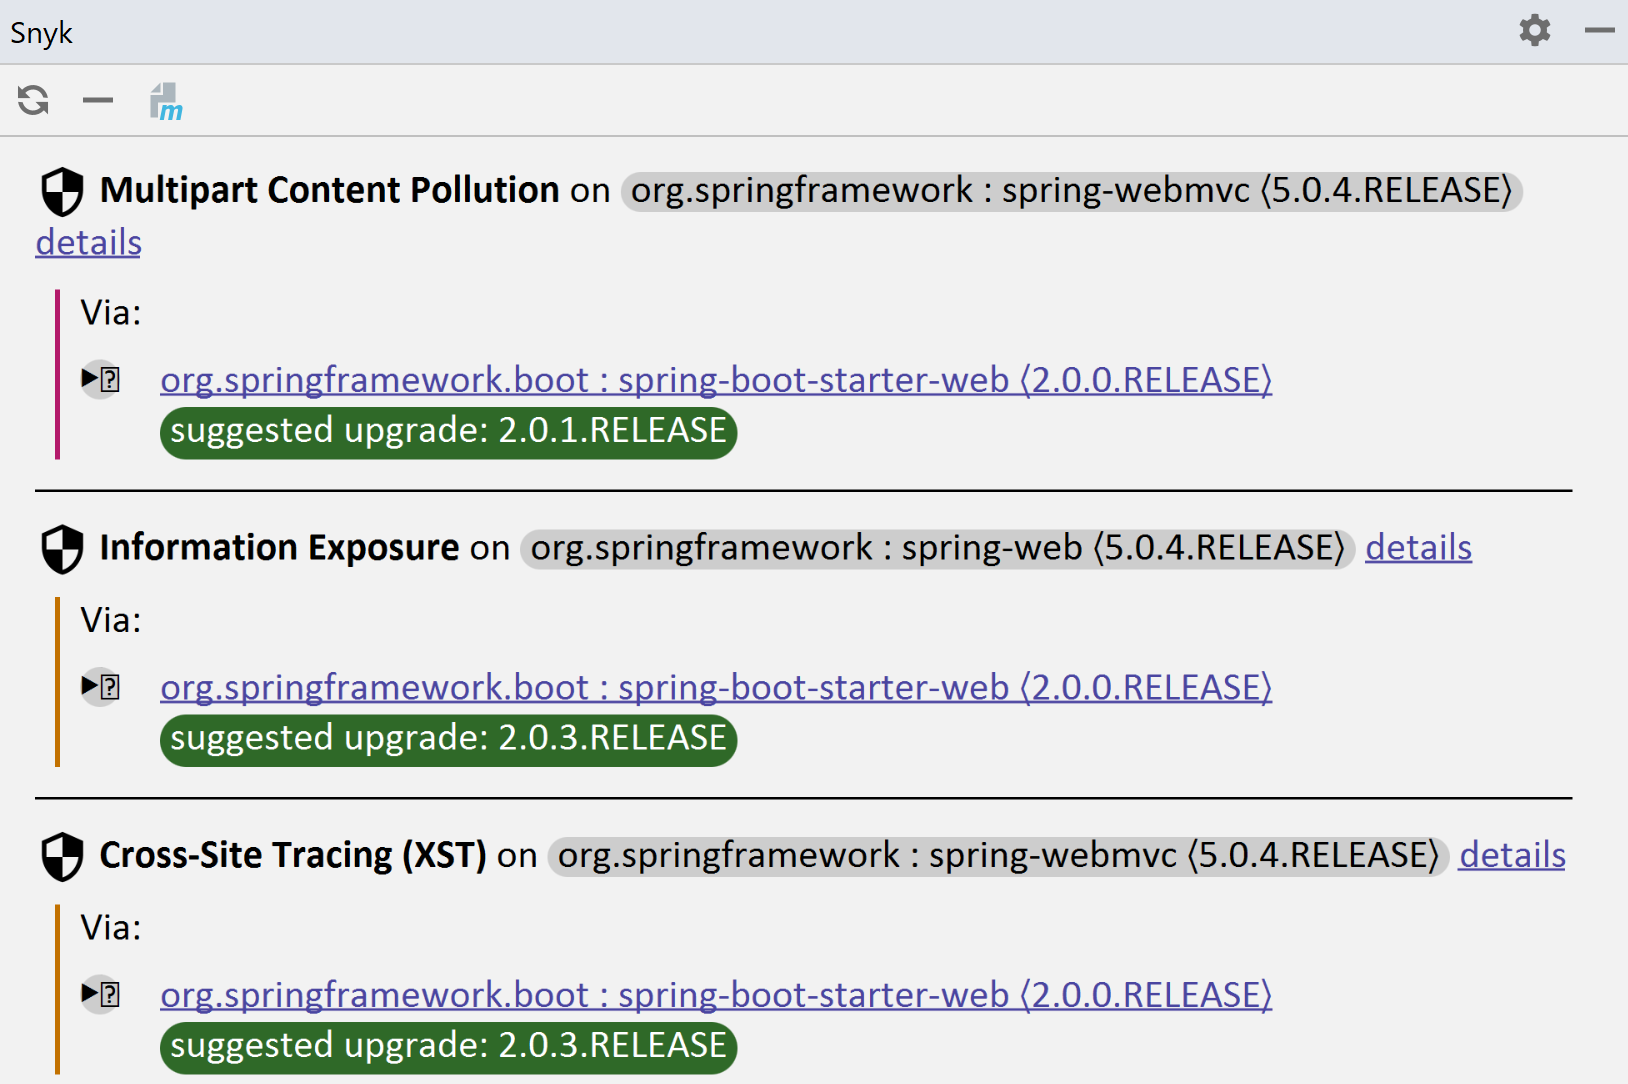 Snyk
m
Multipart Content Pollution on org.springframework : spring-webmvc ⟨5.0.4.RELEASE⟩
details
Via:
org.springframework.boot : spring-boot-starter-web ⟨2.0.0.RELEASE⟩
suggested upgrade: 2.0.1.RELEASE
Information Exposure on org.springframework : spring-web ⟨5.0.4.RELEASE⟩ details
Via:
org.springframework.boot : spring-boot-starter-web ⟨2.0.0.RELEASE⟩
suggested upgrade: 2.0.3.RELEASE
Cross-Site Tracing (XST) on org.springframework : spring-webmvc ⟨5.0.4.RELEASE⟩ details
Via:
org.springframework.boot : spring-boot-starter-web ⟨2.0.0.RELEASE⟩
suggested upgrade: 2.0.3.RELEASE